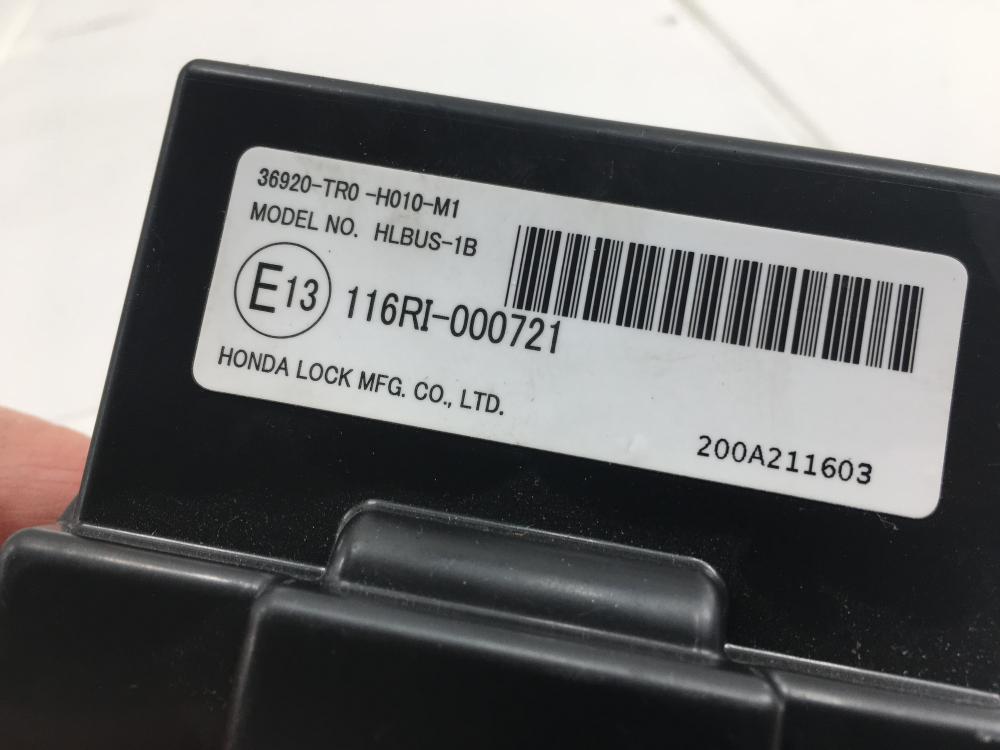 36920-TR0 -H010-M1
MODEL NO. HLBUS-1B
E13 116RI-000721
HONDA LOCK MFG. CO., LTD.
200A211603